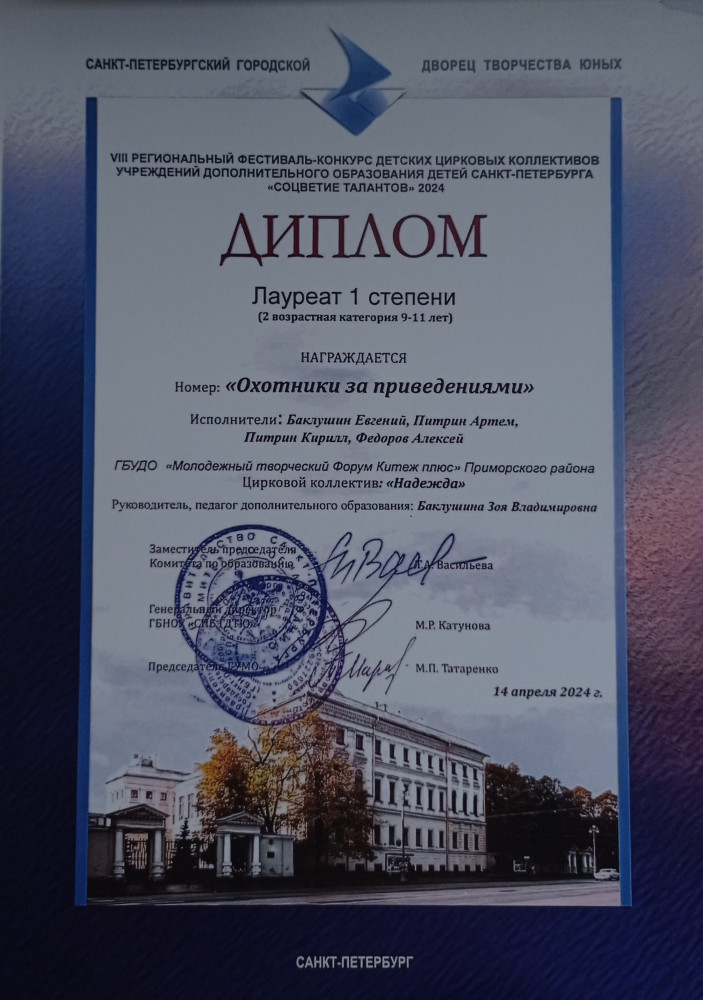 САНКТ-ПЕТЕРБУРГСКИЙ ГОРОДСКОЙ ДВОРЕЦ ТВОРЧЕСТВА ЮНЫХ
VIII РЕГИОНАЛЬНЫЙ ФЕСТИВАЛЬ-КОНКУРС ДЕТСКИХ ЦИРКОВЫХ КОЛЛЕКТИВОВ
УЧРЕЖДЕНИЙ ДОПОЛНИТЕЛЬНОГО ОБРАЗОВАНИЯ ДЕТЕЙ САНКТ-ПЕТЕРБУРГА
«СОЦВЕТИЕ ТАЛАНТОВ» 2024
ДИПЛОМ
Лауреат 1 степени
(2 возрастная категория 9-11 лет)
НАГРАЖДАЕТСЯ
Номер: «Охотники за приведениями»
Исполнители: Баклушин Евгений, Питрин Артем,
Питрин Кирилл, Федоров Алексей
ГБУДО «Молодежный творческий Форум Китеж плюс» Приморского района
Цирковой коллектив: «Надежда»
Руководитель, педагог дополнительного образования: Баклушина Зоя Владимировна
Заместитель председателя
Комитета по образованию Васильева
Генеральный директор
ГБНОУ «СПБ ГДТЮ» М.Р. Катунова
Председатель РУМО М.П. Татаренко
14 апреля 2024 г.
САНКТ-ПЕТЕРБУРГ